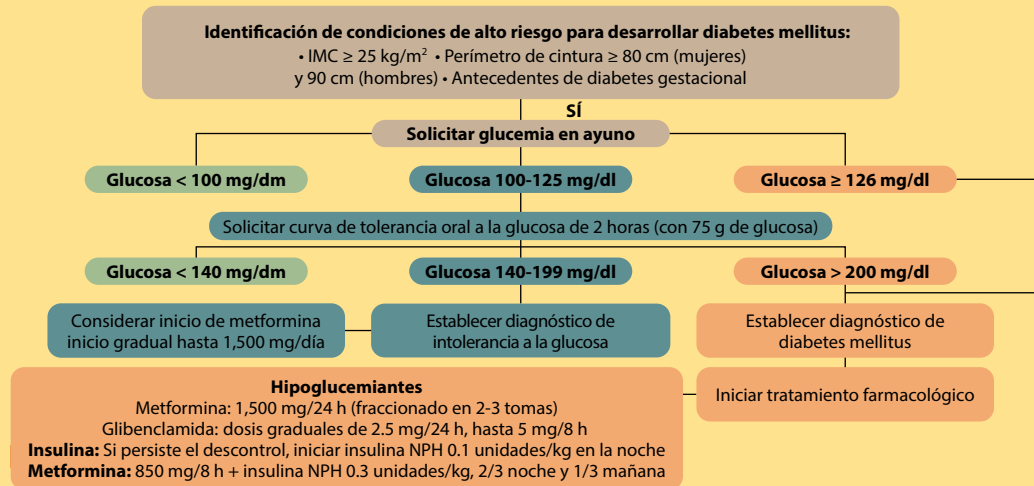 Identificación de condiciones de alto riesgo para desarrollar diabetes mellitus:
• IMC ≥ 25 kg/m² • Perímetro de cintura ≥ 80 cm (mujeres)
y 90 cm (hombres) • Antecedentes de diabetes gestacional
SÍ
Solicitar glucemia en ayuno
Glucosa < 100 mg/dm
Glucosa 100-125 mg/dl
Glucosa ≥ 126 mg/dl
Solicitar curva de tolerancia oral a la glucosa de 2 horas (con 75 g de glucosa)
Glucosa < 140 mg/dm
Glucosa 140-199 mg/dl
Glucosa > 200 mg/dl
Considerar inicio de metformina
inicio gradual hasta 1,500 mg/día
Establecer diagnóstico de
intolerancia a la glucosa
Establecer diagnóstico de
diabetes mellitus
Hipoglucemiantes
Metformina: 1,500 mg/24 h (fraccionado en 2-3 tomas)
Glibenclamida: dosis graduales de 2.5 mg/24 h, hasta 5 mg/8 h
Insulina: Si persiste el descontrol, iniciar insulina NPH 0.1 unidades/kg en la noche
Metformina: 850 mg/8 h + insulina NPH 0.3 unidades/kg, 2/3 noche y 1/3 mañana
Iniciar tratamiento farmacológico